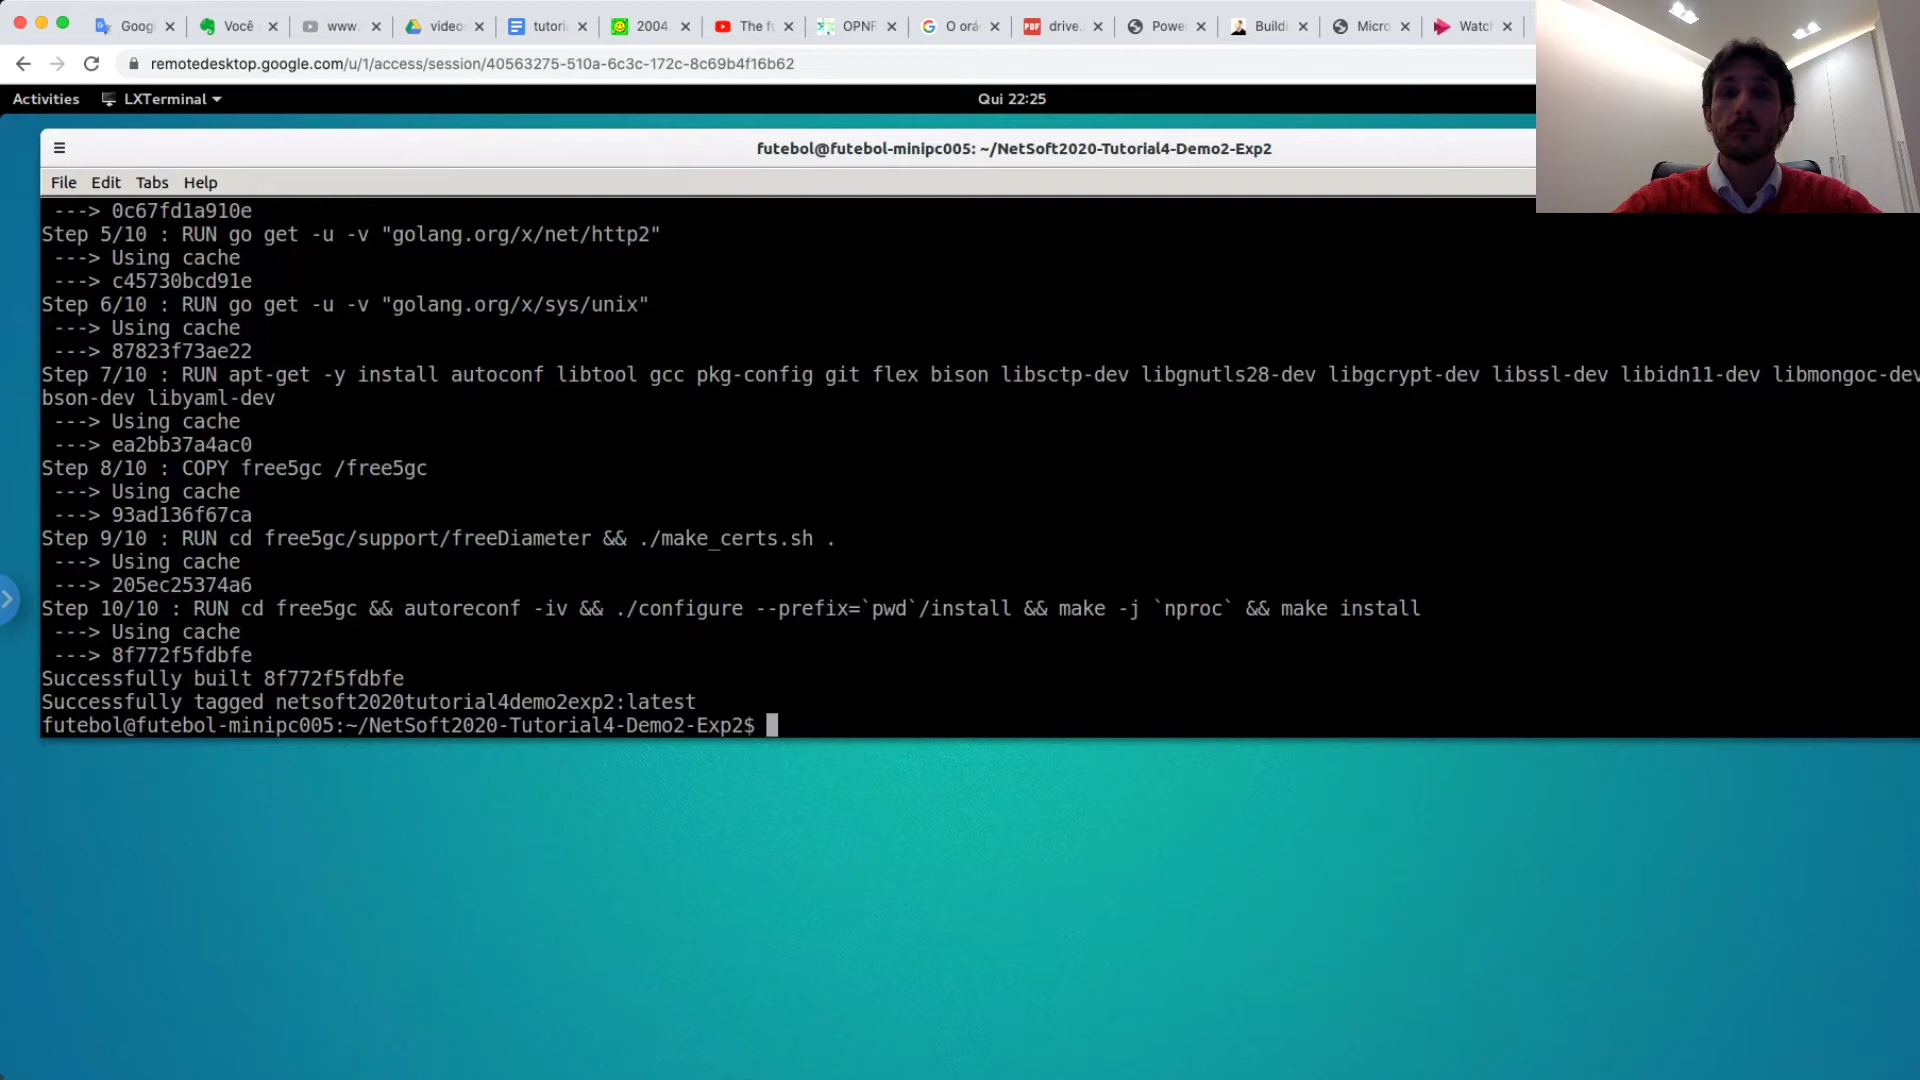 Googl
Você
www.
video
tutori
2004
The fu
OPNF
O orá
drive.
Powe
Buildi
Micro
Watch
remotedesktop.google.com/u/1/access/session/40563275-510a-6c3c-172c-8c69b4f16b62
Activities LXTerminal Qui 22:25
futebol@futebol-minipc005: ~/NetSoft2020-Tutorial4-Demo2-Exp2
File Edit Tabs Help
---> 0c67fd1a910e
Step 5/10 : RUN go get -u -v "golang.org/x/net/http2"
---> Using cache
---> c45730bcd91e
Step 6/10 : RUN go get -u -v "golang.org/x/sys/unix"
---> Using cache
---> 87823f73ae22
Step 7/10 : RUN apt-get -y install autoconf libtool gcc pkg-config git flex bison libsctp-dev libgnutls28-dev libgcrypt-dev libssl-dev libidn11-dev libmongoc-dev
bson-dev libyaml-dev
---> Using cache
---> ea2bb37a4ac0
Step 8/10 : COPY free5gc /free5gc
---> Using cache
---> 93ad136f67ca
Step 9/10 : RUN cd free5gc/support/freeDiameter && ./make_certs.sh .
---> Using cache
---> 205ec25374a6
Step 10/10 : RUN cd free5gc && autoreconf -iv && ./configure --prefix=`pwd`/install && make -j `nproc` && make install
---> Using cache
---> 8f772f5fdbfe
Successfully built 8f772f5fdbfe
Successfully tagged netsoft2020tutorial4demo2exp2:latest
futebol@futebol-minipc005:~/NetSoft2020-Tutorial4-Demo2-Exp2$